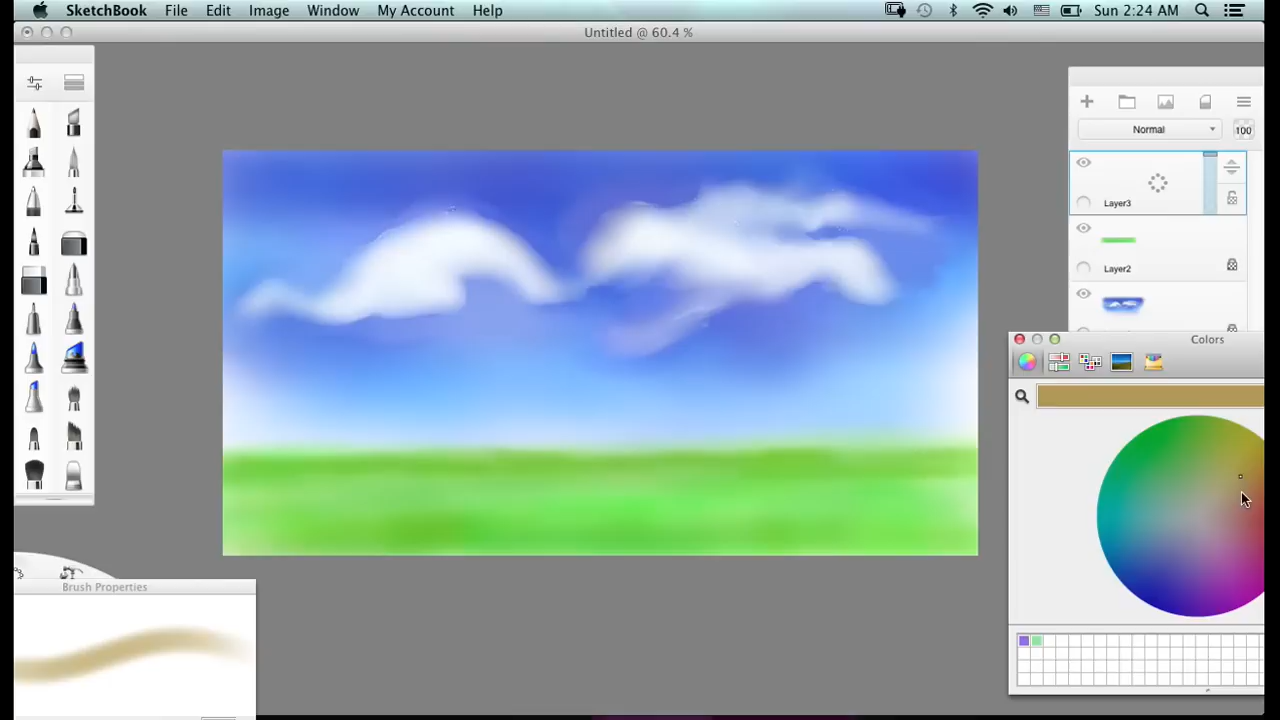 SketchBook File Edit Image Window My Account Help Sun 2:24 AM
Untitled @ 60.4 %
Normal 100
Layer3
Layer2
Colors
Brush Properties